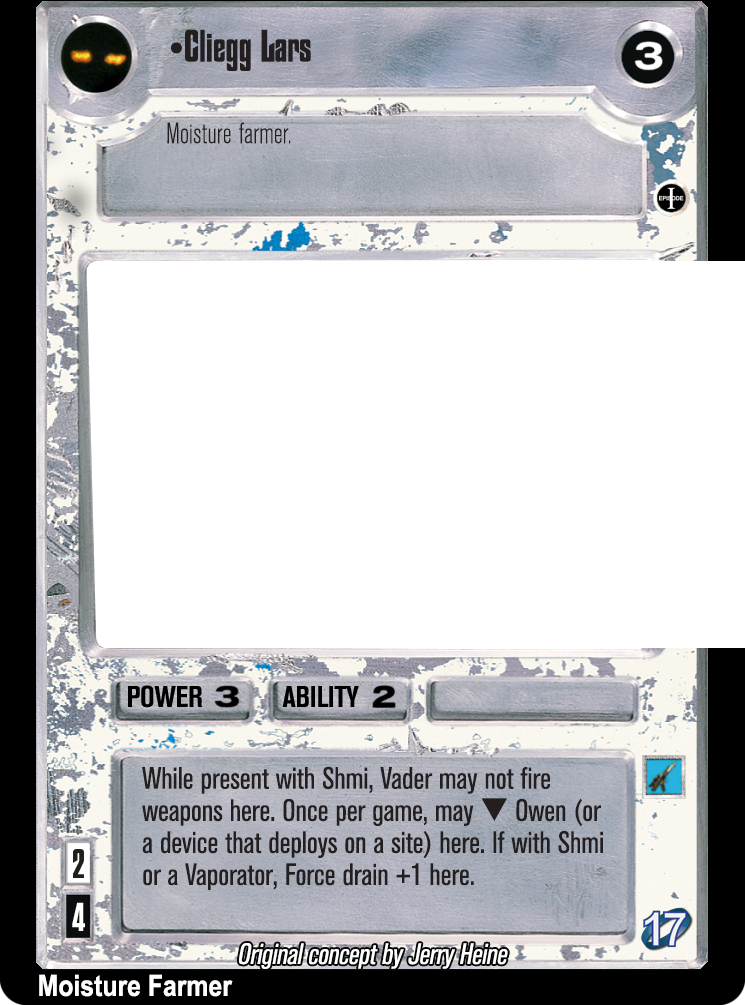 •Cliegg Lars
3
Moisture farmer.
EPISODE
I
POWER 3
ABILITY 2
While present with Shmi, Vader may not fire
weapons here. Once per game, may ▼ Owen (or
a device that deploys on a site) here. If with Shmi
or a Vaporator, Force drain +1 here.
2
4
17
Original concept by Jerry Heine
Moisture Farmer